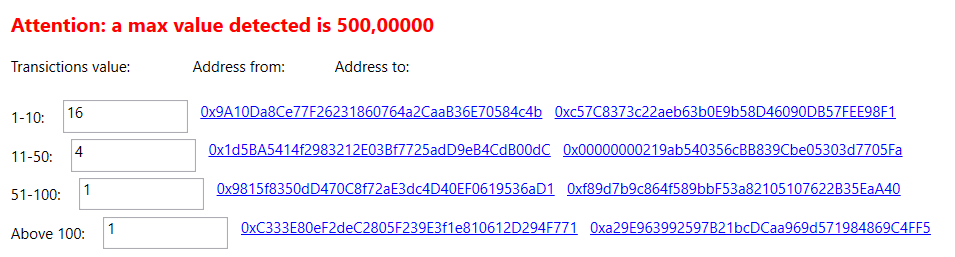 Attention: a max value detected is 500,00000
Transictions value: Address from: Address to:
1-10: 16 0x9A10Da8Ce77F26231860764a2CaaB36E70584c4b 0xc57C8373c22aeb63b0E9b58D46090DB57FEE98F1
11-50: 4 0x1d5BA5414f2983212E03Bf7725adD9eB4CdB00dC 0x00000000219ab540356cBB839Cbe05303d7705Fa
51-100: 1 0x9815f8350dD470C8f72aE3dc4D40EF0619536aD1 0xf89d7b9c864f589bbF53a82105107622B35EaA40
Above 100: 1 0xC333E80eF2deC2805F239E3f1e810612D294F771 0xa29E963992597B21bcDCaa969d571984869C4FF5